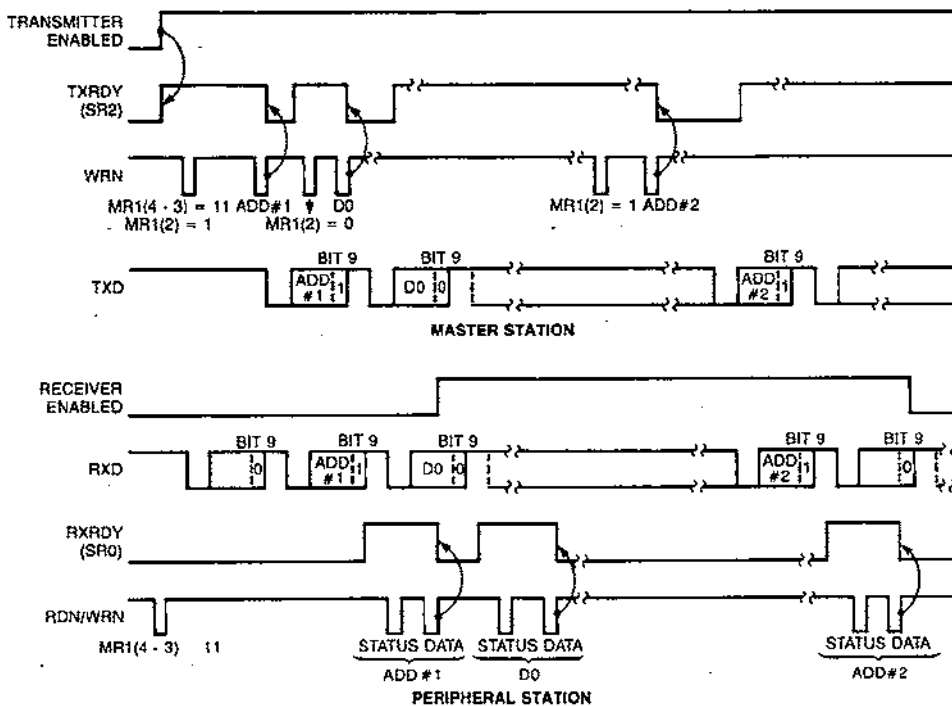 TRANSMITTER
ENABLED
TXRDY
(SR2)
WRN
MR1(4 - 3) = 11 ADD#1 D0 MR1(2) = 1 ADD#2
MR1(2) = 1 MR1(2) = 0
BIT 9 BIT 9 BIT 9
TXD
ADD #1 1 D0 0 ADD #2 1
MASTER STATION
RECEIVER
ENABLED
BIT 9 BIT 9 BIT 9 BIT 9 BIT 9
RXD
0 ADD #1 1 D0 0 ADD #2 1 0
RXRDY
(SR0)
RDN/WRN
MR1(4 - 3) 11 STATUS DATA STATUS DATA STATUS DATA
ADD #1 D0 ADD#2
PERIPHERAL STATION